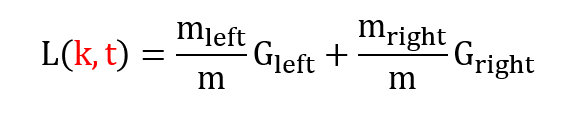 L(k, t) = m_left/m G_left + m_right/m G_right